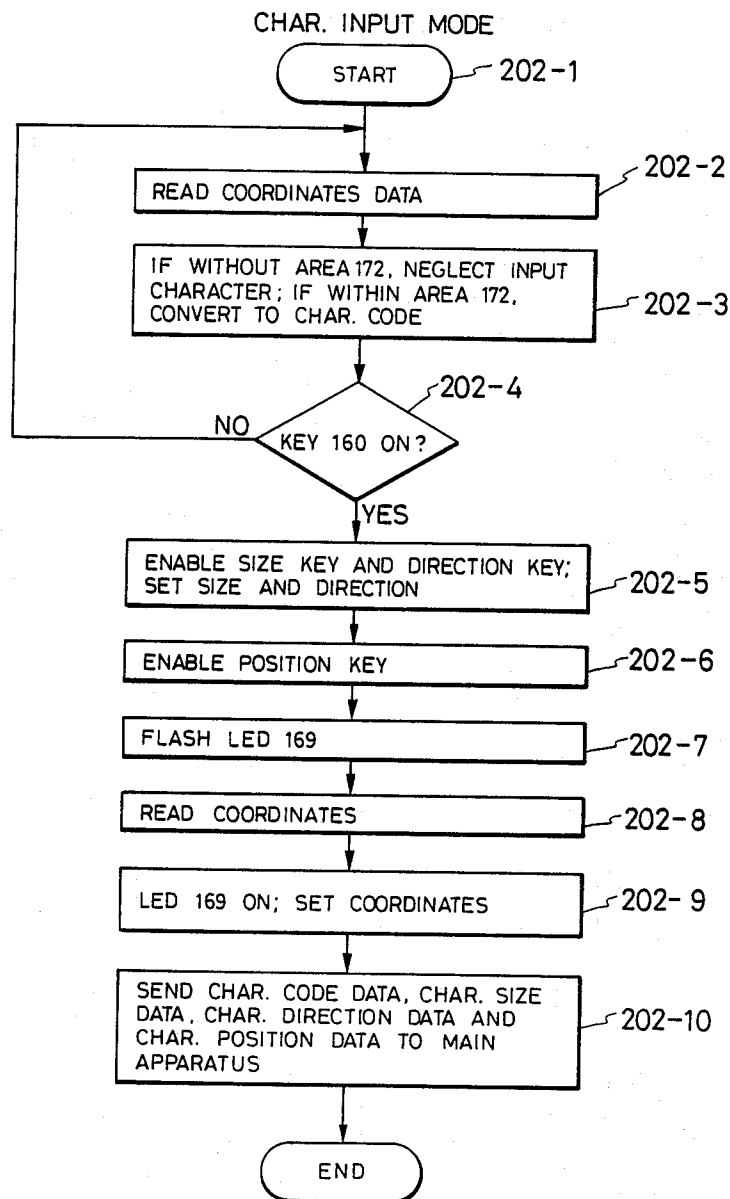 CHAR. INPUT MODE
START
202-1
READ COORDINATES DATA
202-2
IF WITHOUT AREA 172, NEGLECT INPUT
CHARACTER; IF WITHIN AREA 172,
CONVERT TO CHAR. CODE
202-3
202-4
NO
KEY 160 ON?
YES
ENABLE SIZE KEY AND DIRECTION KEY;
SET SIZE AND DIRECTION
202-5
ENABLE POSITION KEY
202-6
FLASH LED 169
202-7
READ COORDINATES
202-8
LED 169 ON; SET COORDINATES
202-9
SEND CHAR. CODE DATA, CHAR. SIZE
DATA, CHAR. DIRECTION DATA AND
CHAR. POSITION DATA TO MAIN
APPARATUS
202-10
END